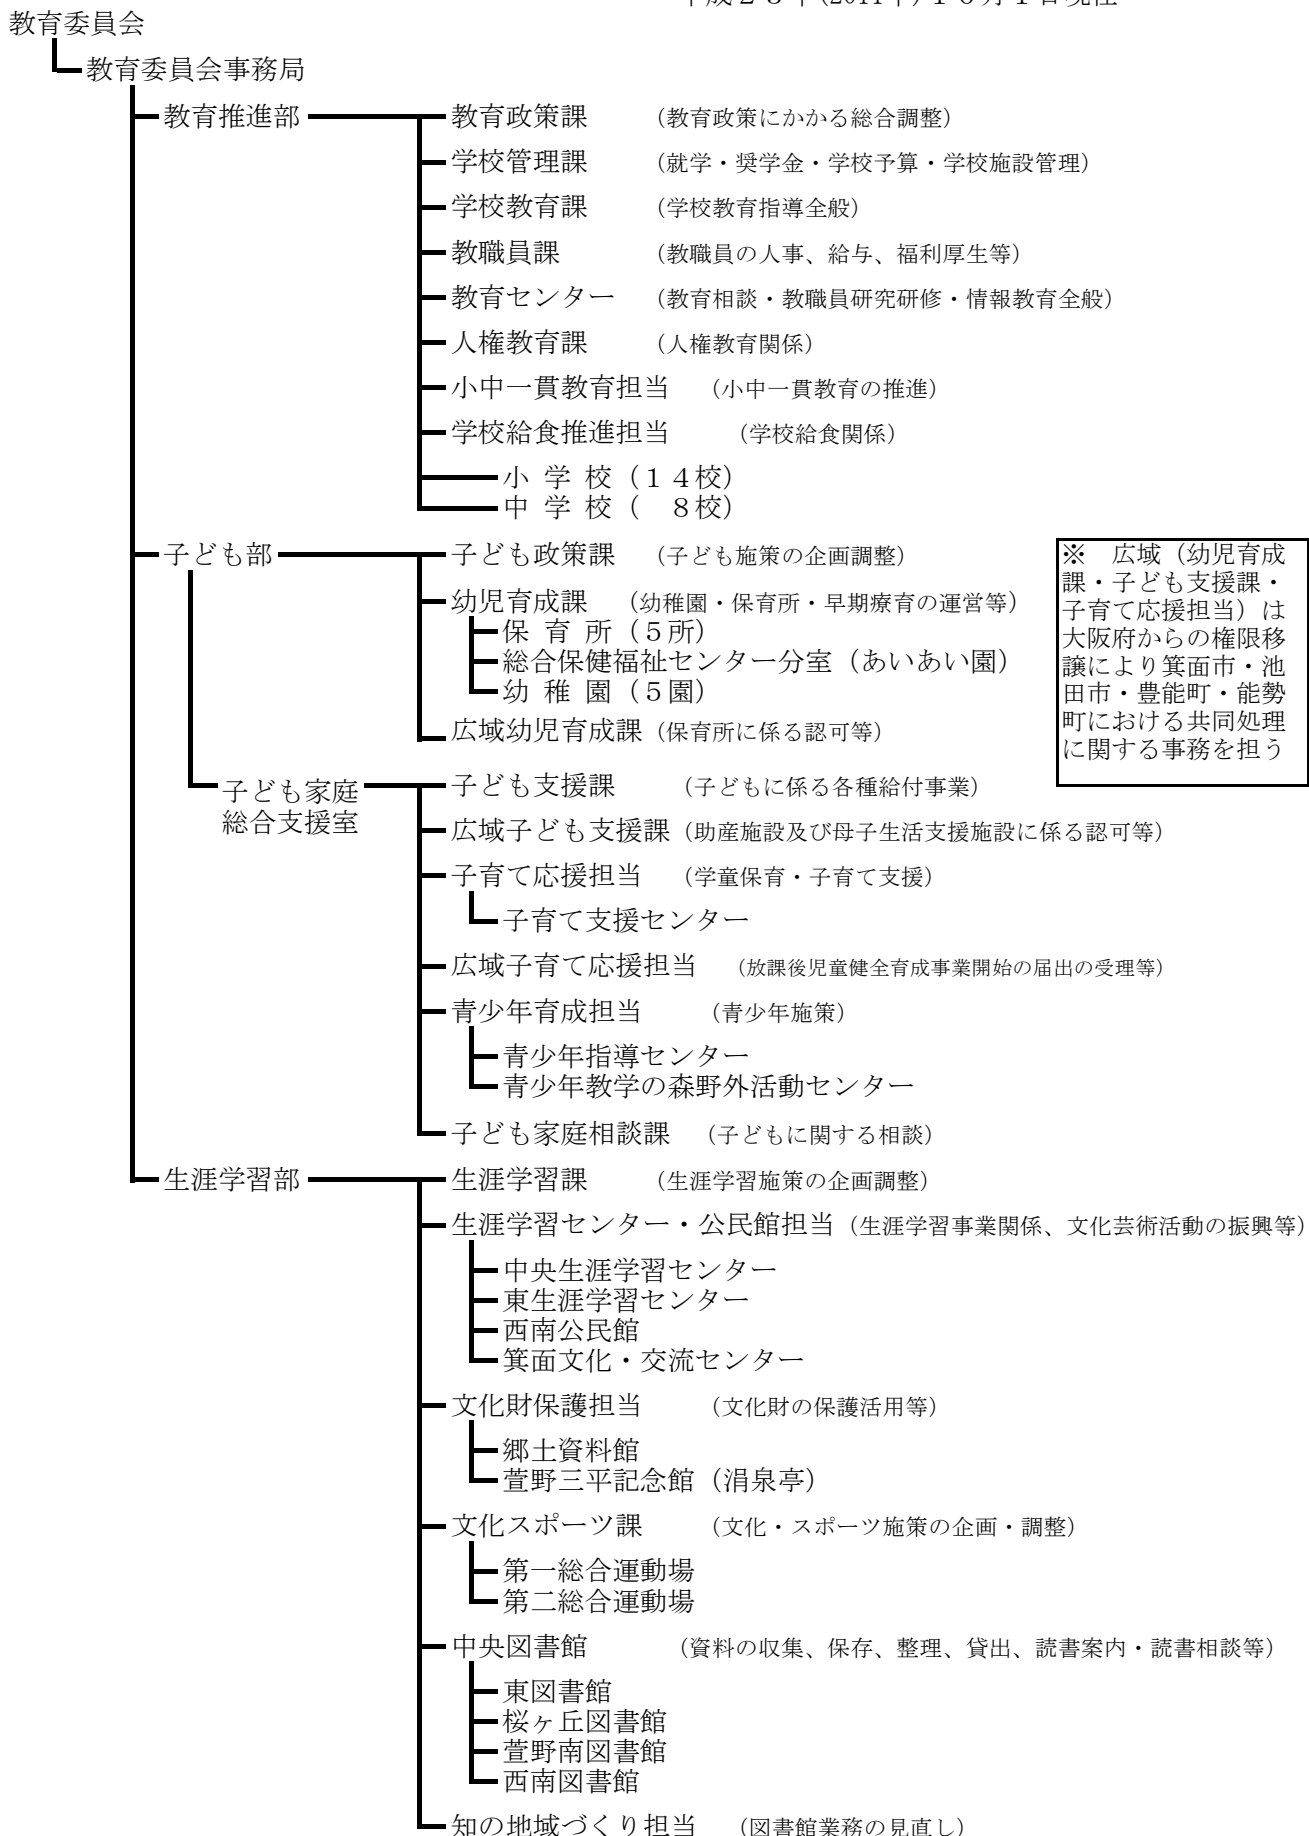 平成２３年(2011年)１０月１日現在
教育委員会
教育委員会事務局
教育推進部
教育政策課 （教育政策にかかる総合調整）
学校管理課 （就学・奨学金・学校予算・学校施設管理）
学校教育課 （学校教育指導全般）
教職員課 （教職員の人事、給与、福利厚生等）
教育センター （教育相談・教職員研究研修・情報教育全般）
人権教育課 （人権教育関係）
小中一貫教育担当 （小中一貫教育の推進）
学校給食推進担当 （学校給食関係）
小 学 校（１４校）
中 学 校（　８校）
子ども部
子ども政策課 （子ども施策の企画調整）
幼児育成課 （幼稚園・保育所・早期療育の運営等）
保 育 所（５所）
総合保健福祉センター分室（あいあい園）
幼 稚 園（５園）
広域幼児育成課（保育所に係る認可等）
※　広域（幼児育成
課・子ども支援課・
子育て応援担当）は
大阪府からの権限移
譲により箕面市・池
田市・豊能町・能勢
町における共同処理
に関する事務を担う
子ども家庭
総合支援室
子ども支援課 （子どもに係る各種給付事業）
広域子ども支援課（助産施設及び母子生活支援施設に係る認可等）
子育て応援担当 （学童保育・子育て支援）
子育て支援センター
広域子育て応援担当 （放課後児童健全育成事業開始の届出の受理等）
青少年育成担当 （青少年施策）
青少年指導センター
青少年教学の森野外活動センター
子ども家庭相談課 （子どもに関する相談）
生涯学習部
生涯学習課 （生涯学習施策の企画調整）
生涯学習センター・公民館担当（生涯学習事業関係、文化芸術活動の振興等）
中央生涯学習センター
東生涯学習センター
西南公民館
箕面文化・交流センター
文化財保護担当 （文化財の保護活用等）
郷土資料館
萱野三平記念館（涓泉亭）
文化スポーツ課 （文化・スポーツ施策の企画・調整）
第一総合運動場
第二総合運動場
中央図書館 （資料の収集、保存、整理、貸出、読書案内・読書相談等）
東図書館
桜ヶ丘図書館
萱野南図書館
西南図書館
知の地域づくり担当 （図書館業務の見直し）